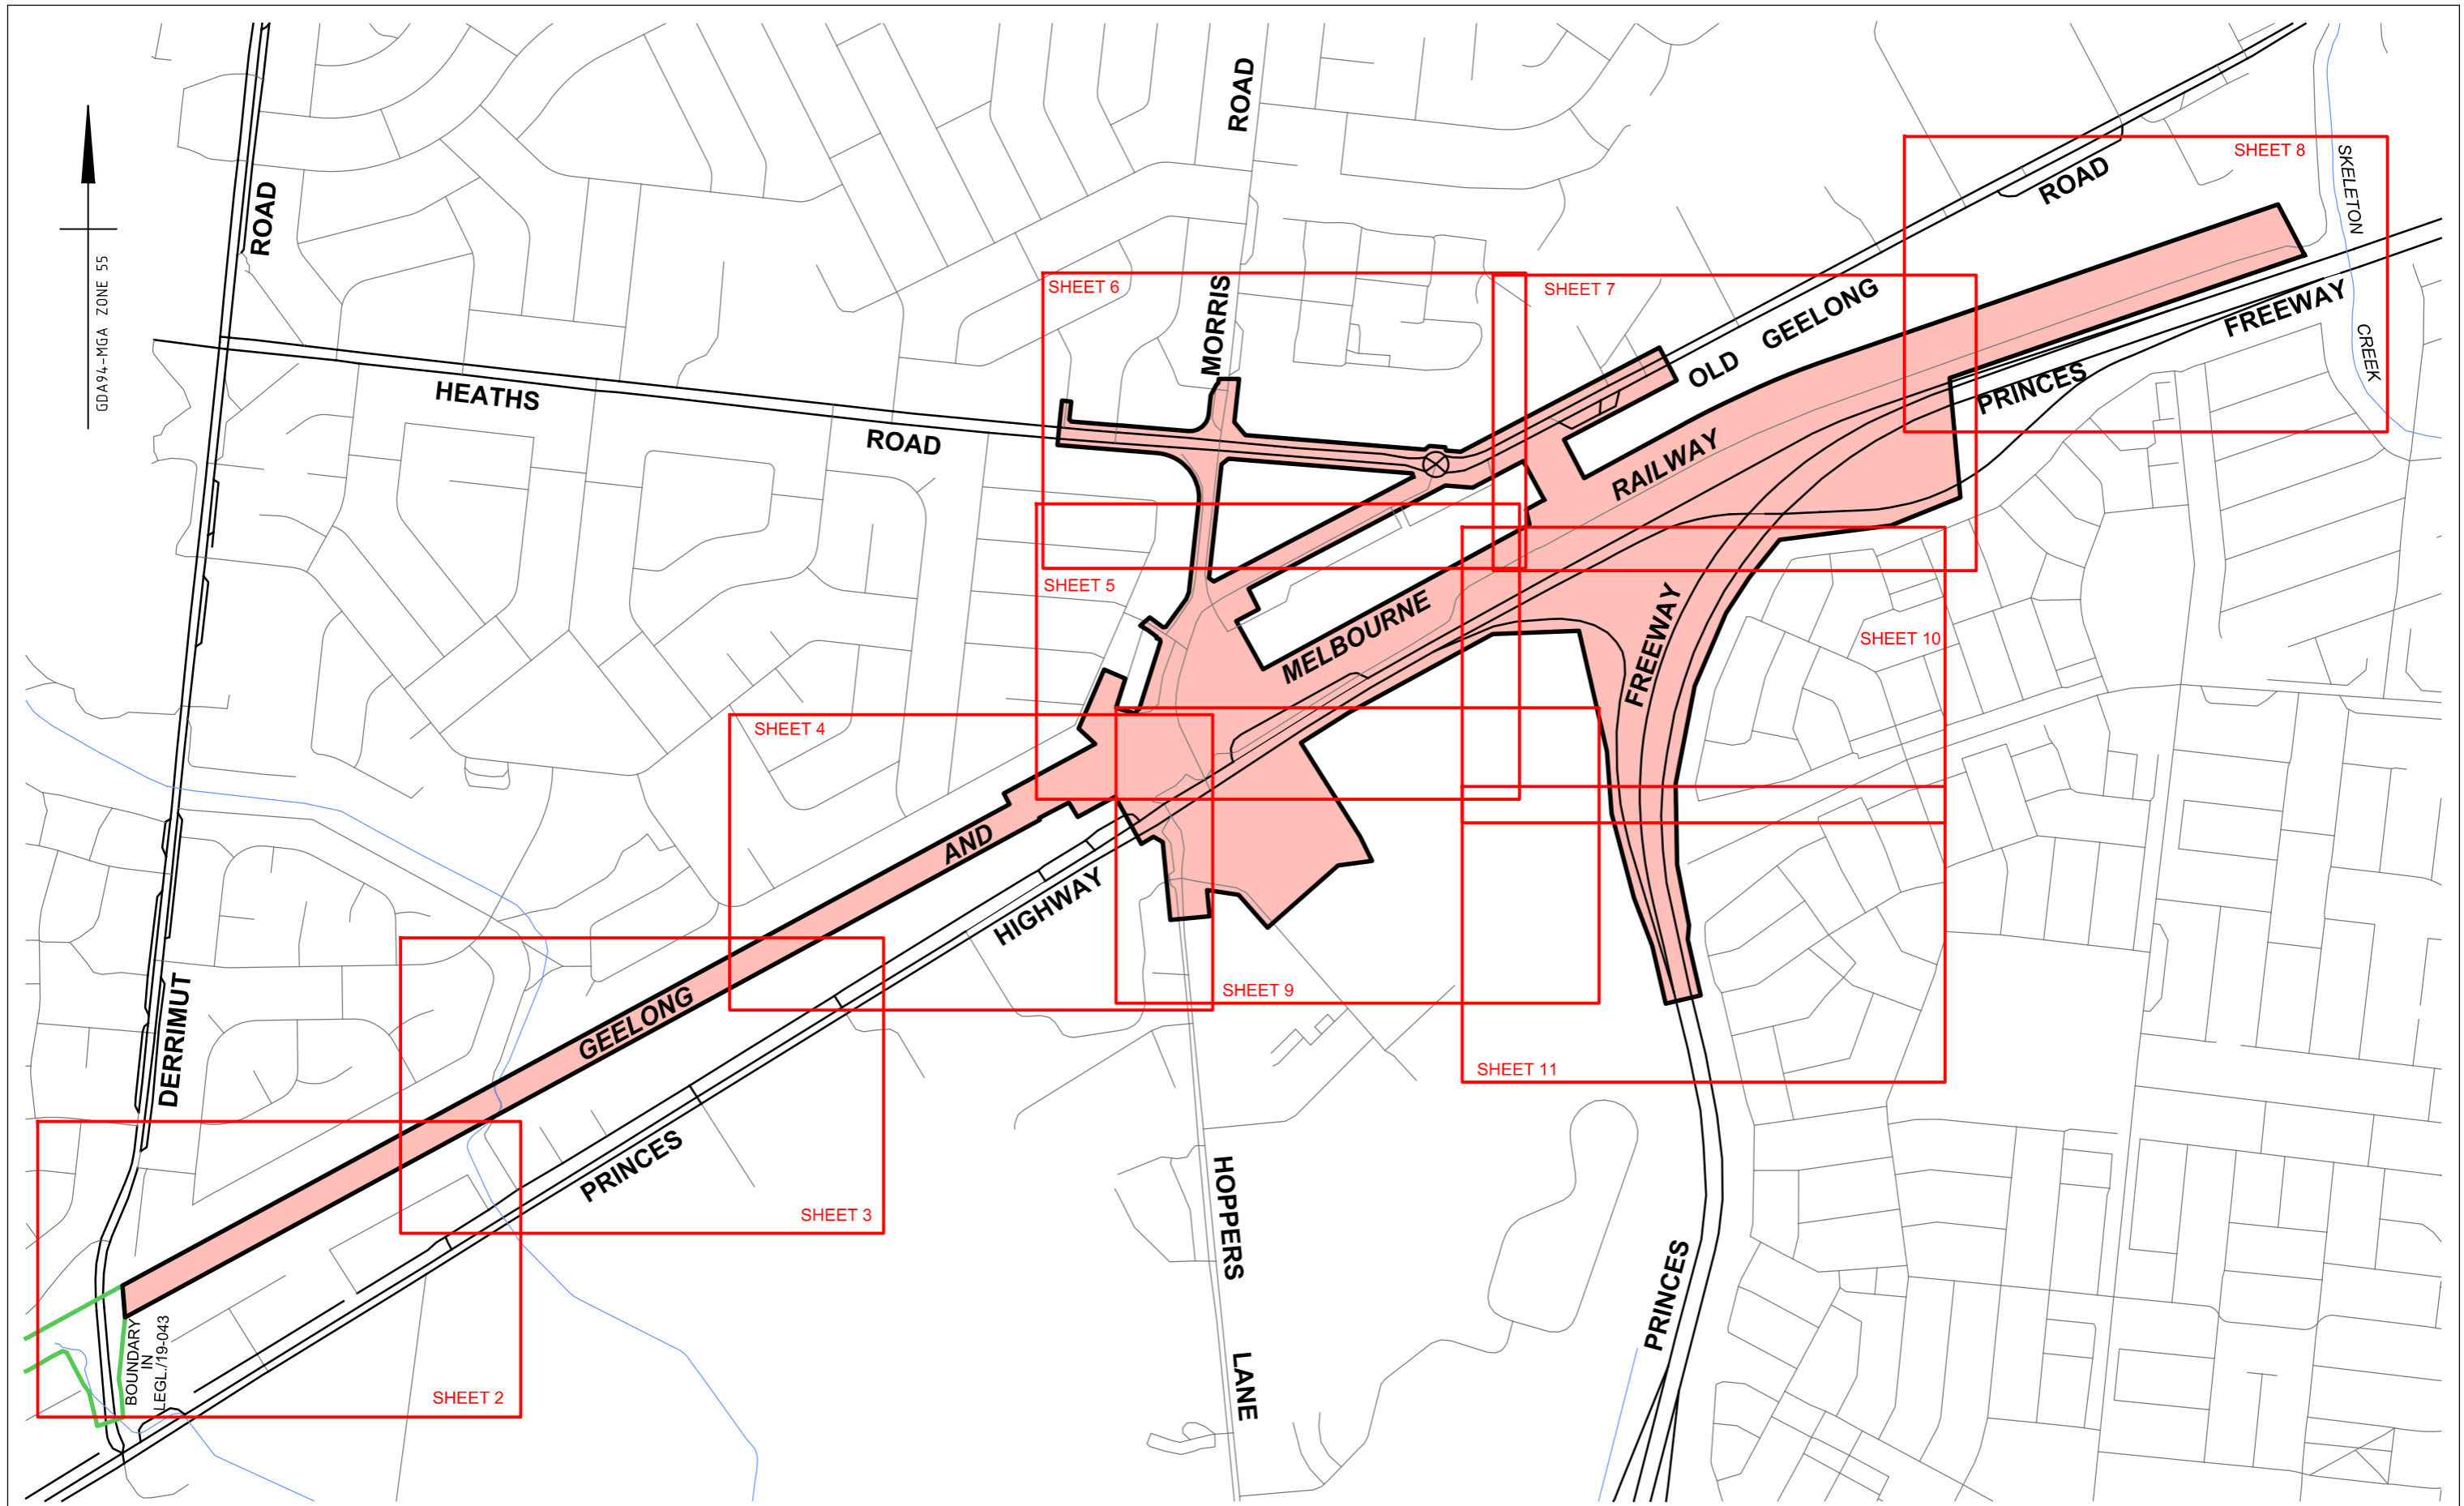 ROAD
SKELETON
CREEK
GDA94-MGA ZONE 55
ROAD
ROAD
SHEET 8
SHEET 6
MORRIS
SHEET 7
OLD GEELONG
ROAD
PRINCES
FREEWAY
HEATHS
ROAD
RAILWAY
SHEET 5
MELBOURNE
FREEWAY
SHEET 10
SHEET 4
AND
HIGHWAY
SHEET 9
GEELONG
DERRIMUT
SHEET 11
PRINCES
SHEET 3
HOPPERS
LANE
PRINCES
BOUNDARY
IN
LEGL./19-043
SHEET 2